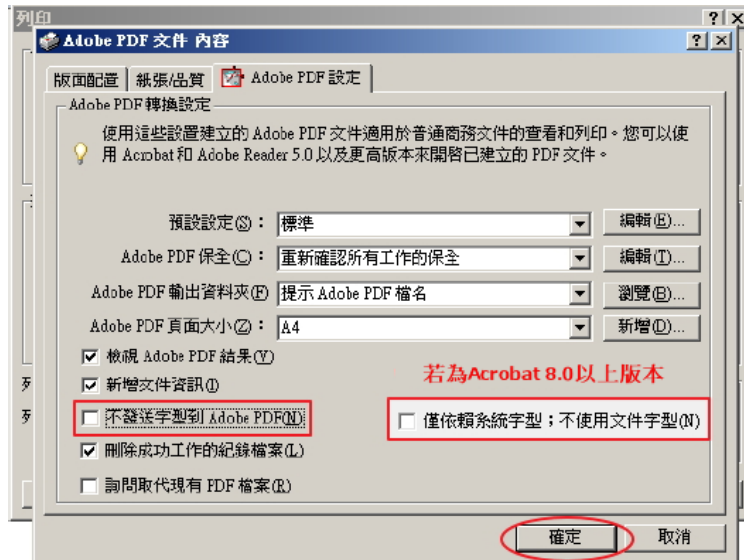 列印
Adobe PDF 文件 內容
版面配置 紙張/品質 Adobe PDF 設定
Adobe PDF 轉換設定
使用這些設置建立的 Adobe PDF 文件適用於普通商務文件的查看和列印。您可以使
用 Acrobat 和 Adobe Reader 5.0 以及更高版本來開啓已建立的 PDF 文件。
預設設定(S)： 標準 編輯(E)...
Adobe PDF 保全(C)： 重新確認所有工作的保全 編輯(T)...
Adobe PDF 輸出資料夾(F) 提示 Adobe PDF 檔名 瀏覽(B)...
Adobe PDF 頁面大小(Z)： A4 新增(D)...
檢視 Adobe PDF 結果(V)
若為Acrobat 8.0以上版本
新增文件資訊(I)
不發送字型到 Adobe PDF(N)
僅依賴系統字型；不使用文件字型(N)
刪除成功工作的紀錄檔案(L)
詢問取代現有 PDF 檔案(R)
確定 取消
列
列